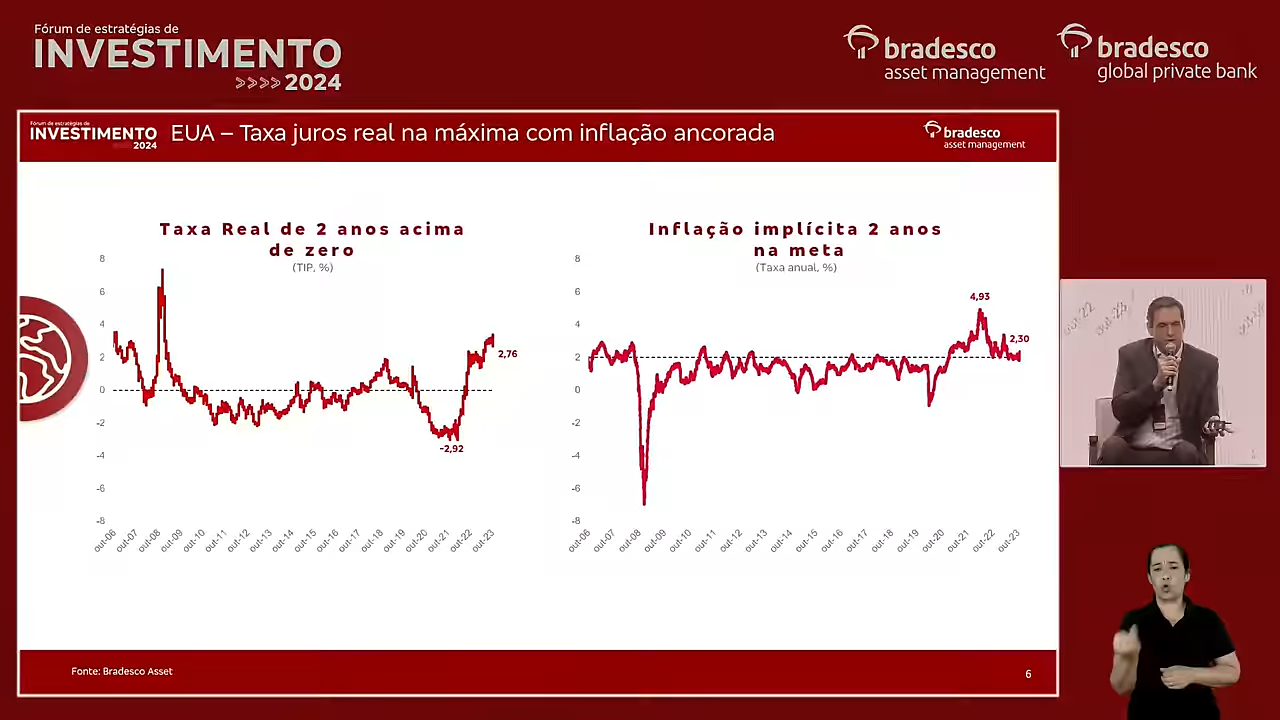 Fórum de estratégias de
INVESTIMENTO
>>>> 2024
bradesco
asset management
bradesco
global private bank
Fórum de estratégias de
INVESTIMENTO
2024
EUA – Taxa juros real na máxima com inflação ancorada
bradesco
asset management
Taxa Real de 2 anos acima
de zero
(TIP, %)
8
6
4
2
0
-2
-4
-6
-8
2,76
-2,92
out-06
out-07
out-08
out-09
out-10
out-11
out-12
out-13
out-14
out-15
out-16
out-17
out-18
out-19
out-20
out-21
out-22
out-23
Inflação implícita 2 anos
na meta
(Taxa anual, %)
8
6
4
2
0
-2
-4
-6
-8
4,93
2,30
out-06
out-07
out-08
out-09
out-10
out-11
out-12
out-13
out-14
out-15
out-16
out-17
out-18
out-19
out-20
out-21
out-22
out-23
out-22
out-23
Fonte: Bradesco Asset
6